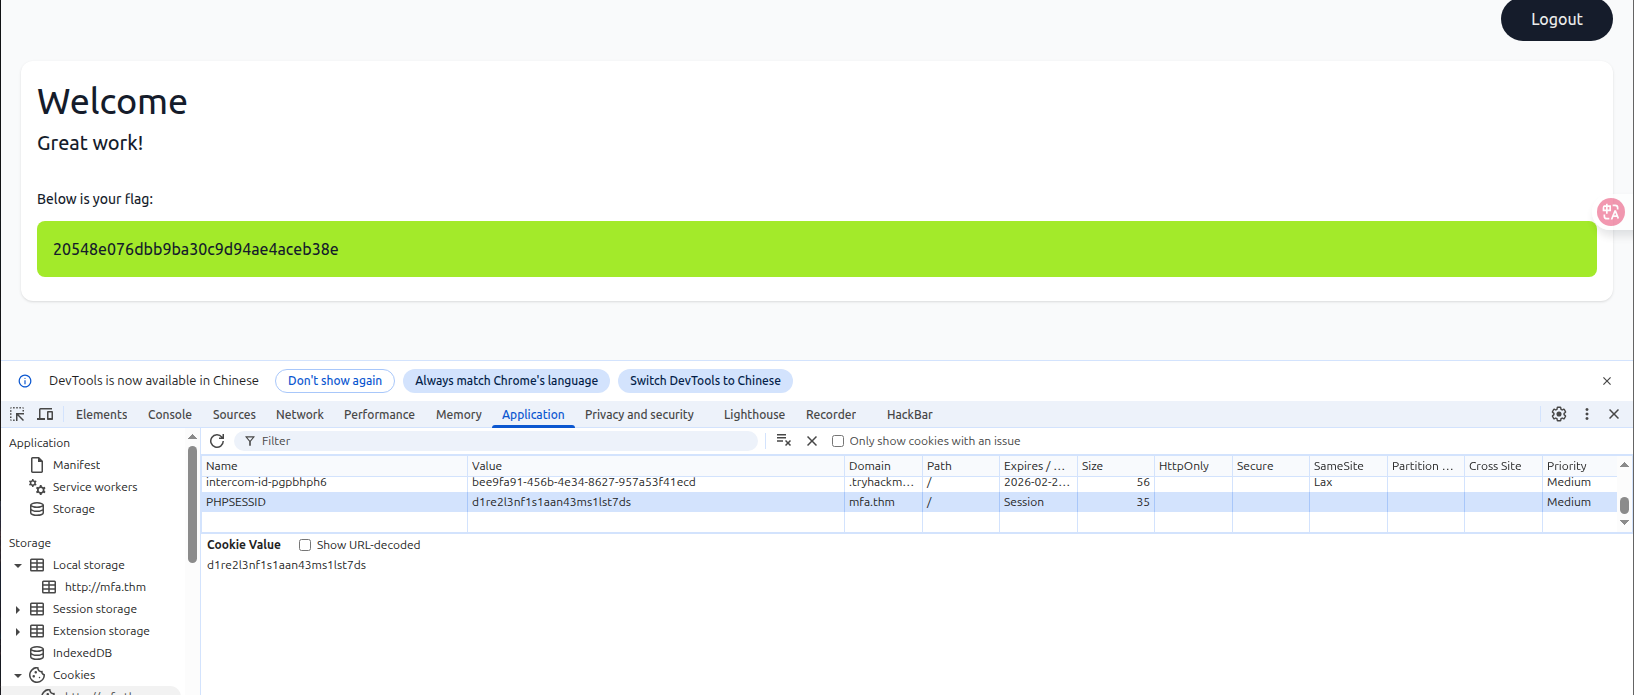 Logout
Welcome
Great work!
Below is your flag:
20548e076dbb9ba30c9d94ae4aceb38e
中A
DevTools is now available in Chinese Don't show again Always match Chrome's language Switch DevTools to Chinese
Elements Console Sources Network Performance Memory Application Privacy and security Lighthouse Recorder HackBar
Application
Manifest
Service workers
Storage
Storage
Local storage
http://mfa.thm
Session storage
Extension storage
IndexedDB
Cookies
Filter Only show cookies with an issue
Name Value Domain Path Expires / ... Size HttpOnly Secure SameSite Partition ... Cross Site Priority
intercom-id-pgpbhph6 bee9fa91-456b-4e34-8627-957a53f41ecd .tryhackm... / 2026-02-2... 56 Lax Medium
PHPSESSID d1re2l3nf1s1aan43ms1lst7ds mfa.thm / Session 35 Medium
Cookie Value Show URL-decoded
d1re2l3nf1s1aan43ms1lst7ds